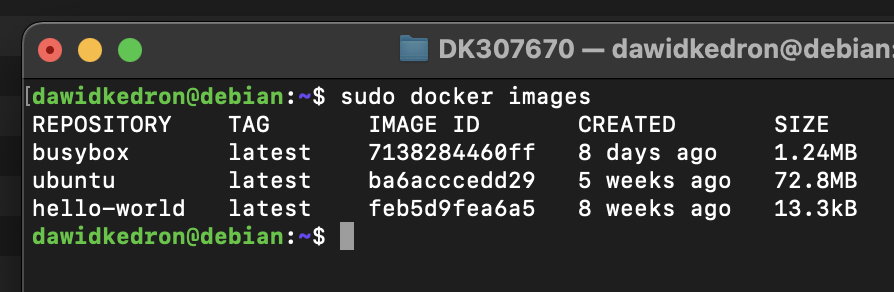 DK307670 — dawidkedron@debian:
[dawidkedron@debian:~$ sudo docker images
REPOSITORY    TAG       IMAGE ID       CREATED       SIZE
busybox       latest    7138284460ff   8 days ago    1.24MB
ubuntu        latest    ba6acccedd29   5 weeks ago   72.8MB
hello-world   latest    feb5d9fea6a5   8 weeks ago   13.3kB
dawidkedron@debian:~$